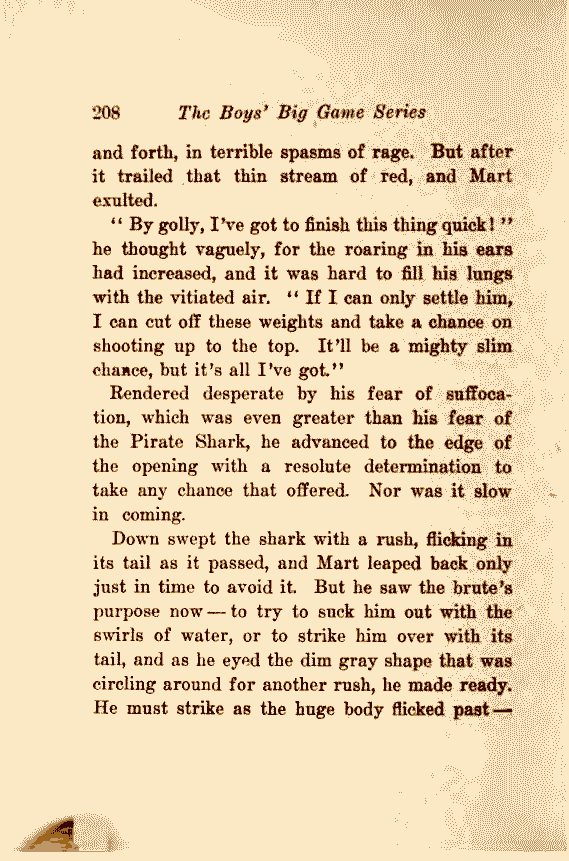 208 The Boys' Big Game Series
and forth, in terrible spasms of rage. But after
it trailed that thin stream of red, and Mart
exulted.
“ By golly, I've got to finish this thing quick! ”
he thought vaguely, for the roaring in his ears
had increased, and it was hard to fill his lungs
with the vitiated air. “ If I can only settle him,
I can cut off these weights and take a chance on
shooting up to the top. It'll be a mighty slim
chance, but it's all I've got.”
Rendered desperate by his fear of suffoca-
tion, which was even greater than his fear of
the Pirate Shark, he advanced to the edge of
the opening with a resolute determination to
take any chance that offered. Nor was it slow
in coming.
Down swept the shark with a rush, flicking in
its tail as it passed, and Mart leaped back only
just in time to avoid it. But he saw the brute's
purpose now — to try to suck him out with the
swirls of water, or to strike him over with its
tail, and as he eyed the dim gray shape that was
circling around for another rush, he made ready.
He must strike as the huge body flicked past —